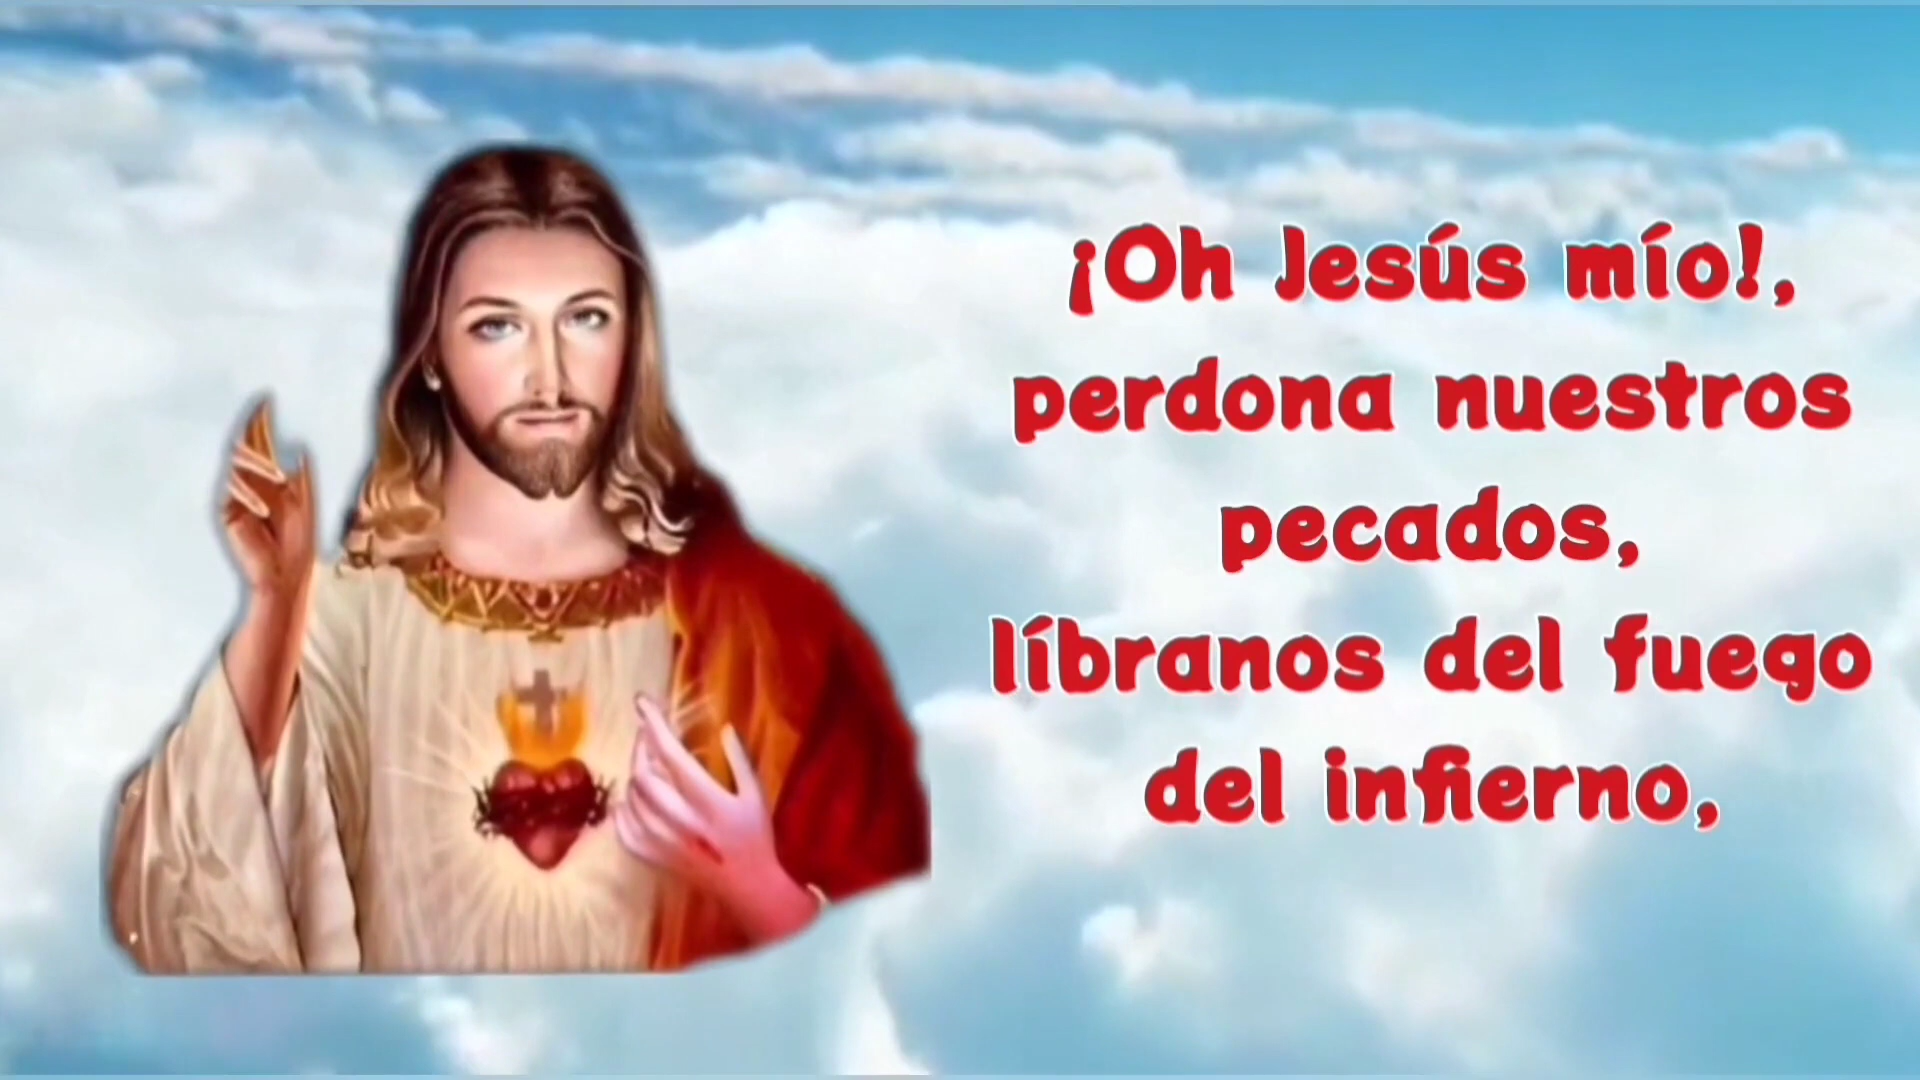 ¡Oh Jesús mío!,
perdona nuestros
pecados,
líbranos del fuego
del infierno,